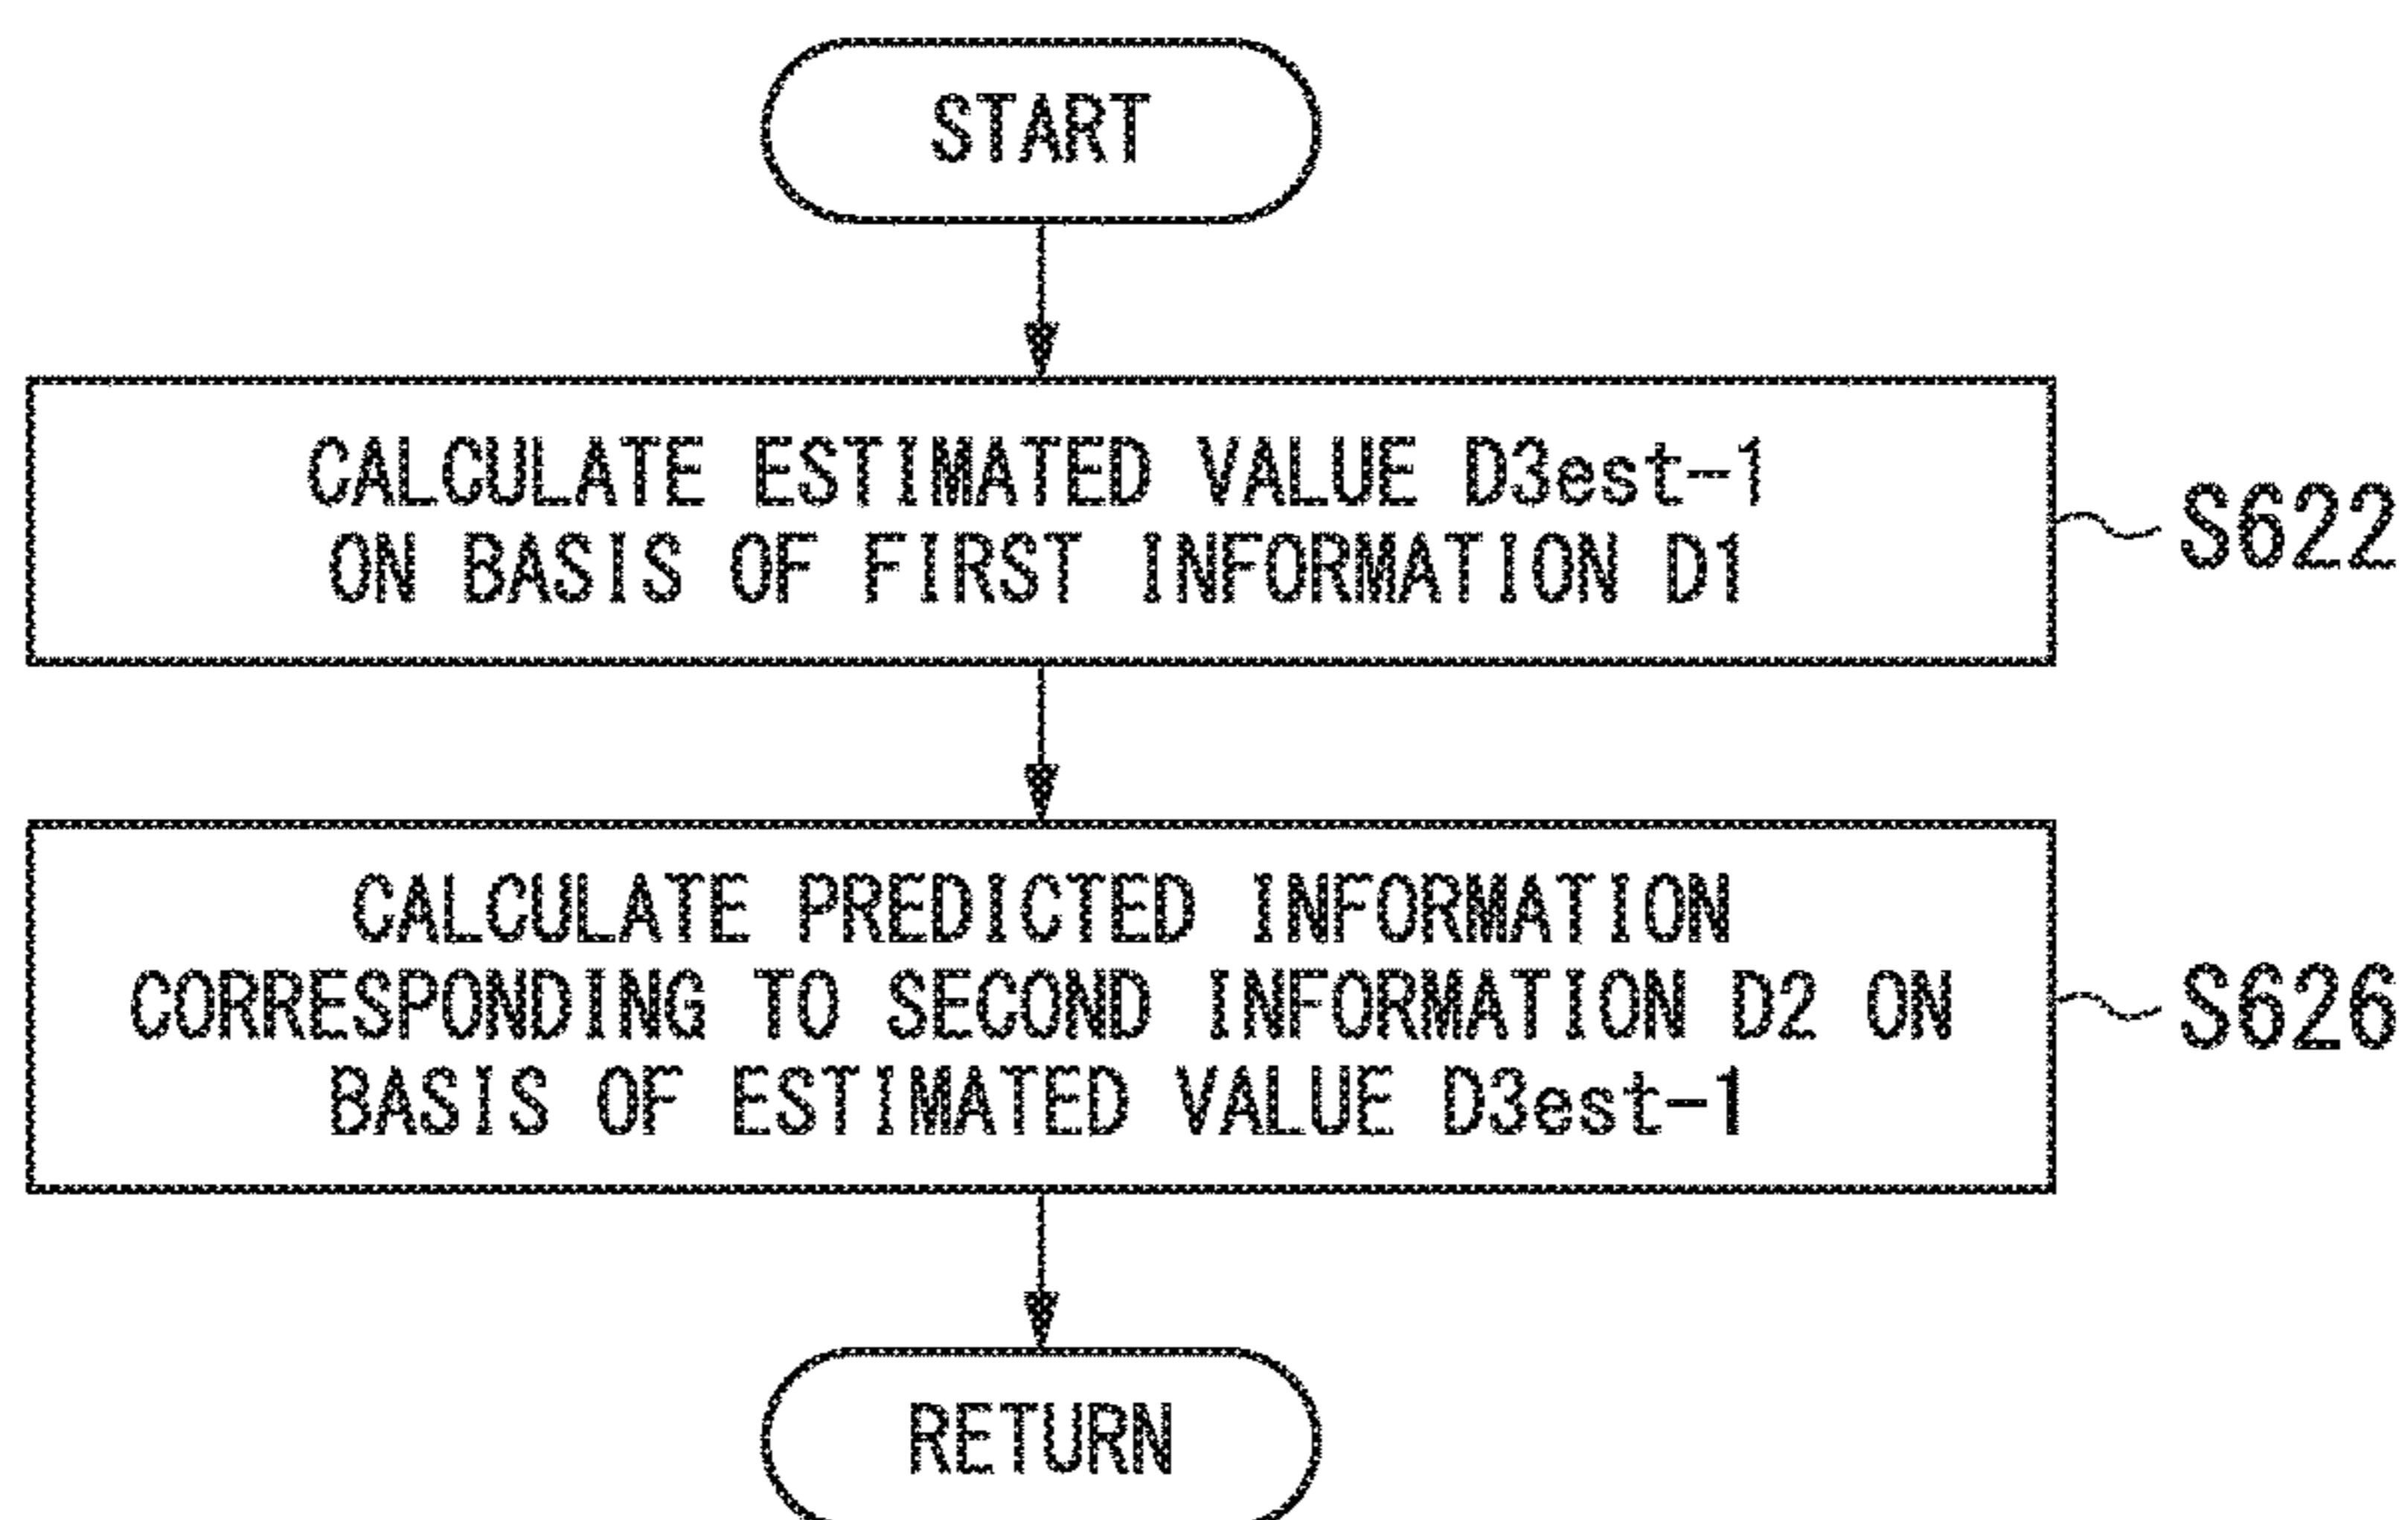 START
CALCULATE ESTIMATED VALUE D3est-1
ON BASIS OF FIRST INFORMATION D1
S622
CALCULATE PREDICTED INFORMATION
CORRESPONDING TO SECOND INFORMATION D2 ON
BASIS OF ESTIMATED VALUE D3est-1
S626
RETURN